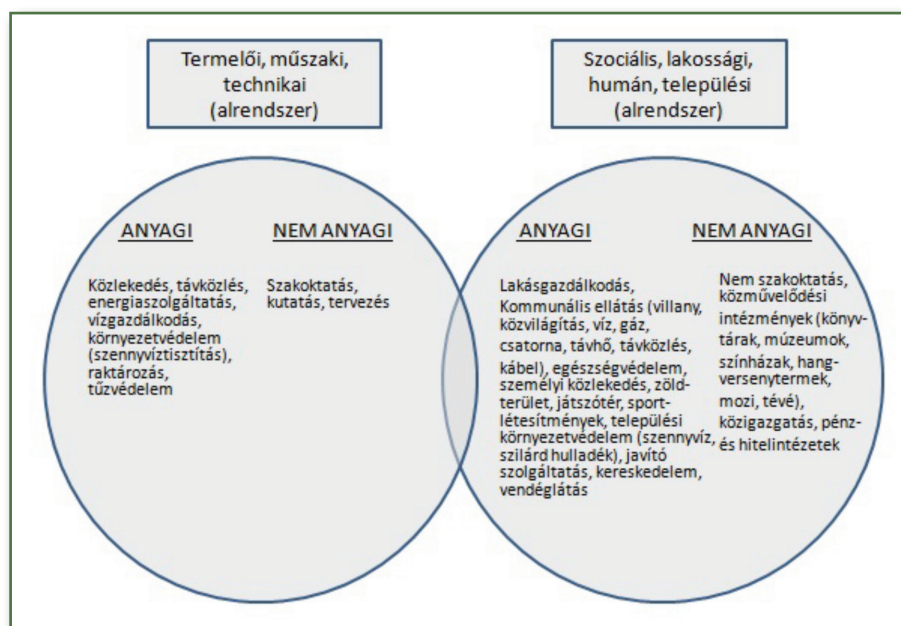 Termelői, műszaki,
technikai
(alrendszer)
Szociális, lakossági,
humán, települési
(alrendszer)
ANYAGI
Közlekedés, távközlés,
energiaszolgáltatás,
vízgazdálkodás,
környezetvédelem
(szennyvíztisztítás),
raktározás,
tűzvédelem
NEM ANYAGI
Szakoktatás,
kutatás, tervezés
ANYAGI
Lakásgazdálkodás,
Kommunális ellátás (villany,
közvilágítás, víz, gáz,
csatorna, távhő, távközlés,
kábel), egészségvédelem,
személyi közlekedés, zöld-
terület, játszótér, sport-
létesítmények, települési
környezetvédelem (szennyvíz,
szilárd hulladék), javító
szolgáltatás, kereskedelem,
vendéglátás
NEM ANYAGI
Nem szakoktatás,
közművelődési
intézmények (könyv-
tárak, múzeumok,
színházak, hang-
versenytermek,
mozi, tévé),
közigazgatás, pénz-
és hitelintézetek